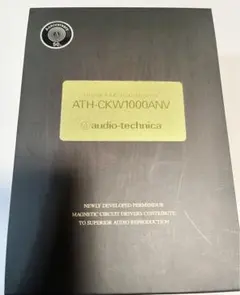 ATH-CKW1000ANV
audio-technica
NEWLY DEVELOPED PERMENDUR
MAGNETIC CIRCUIT DRIVERS CONTRIBUTE
TO SUPERIOR AUDIO REPRODUCTION